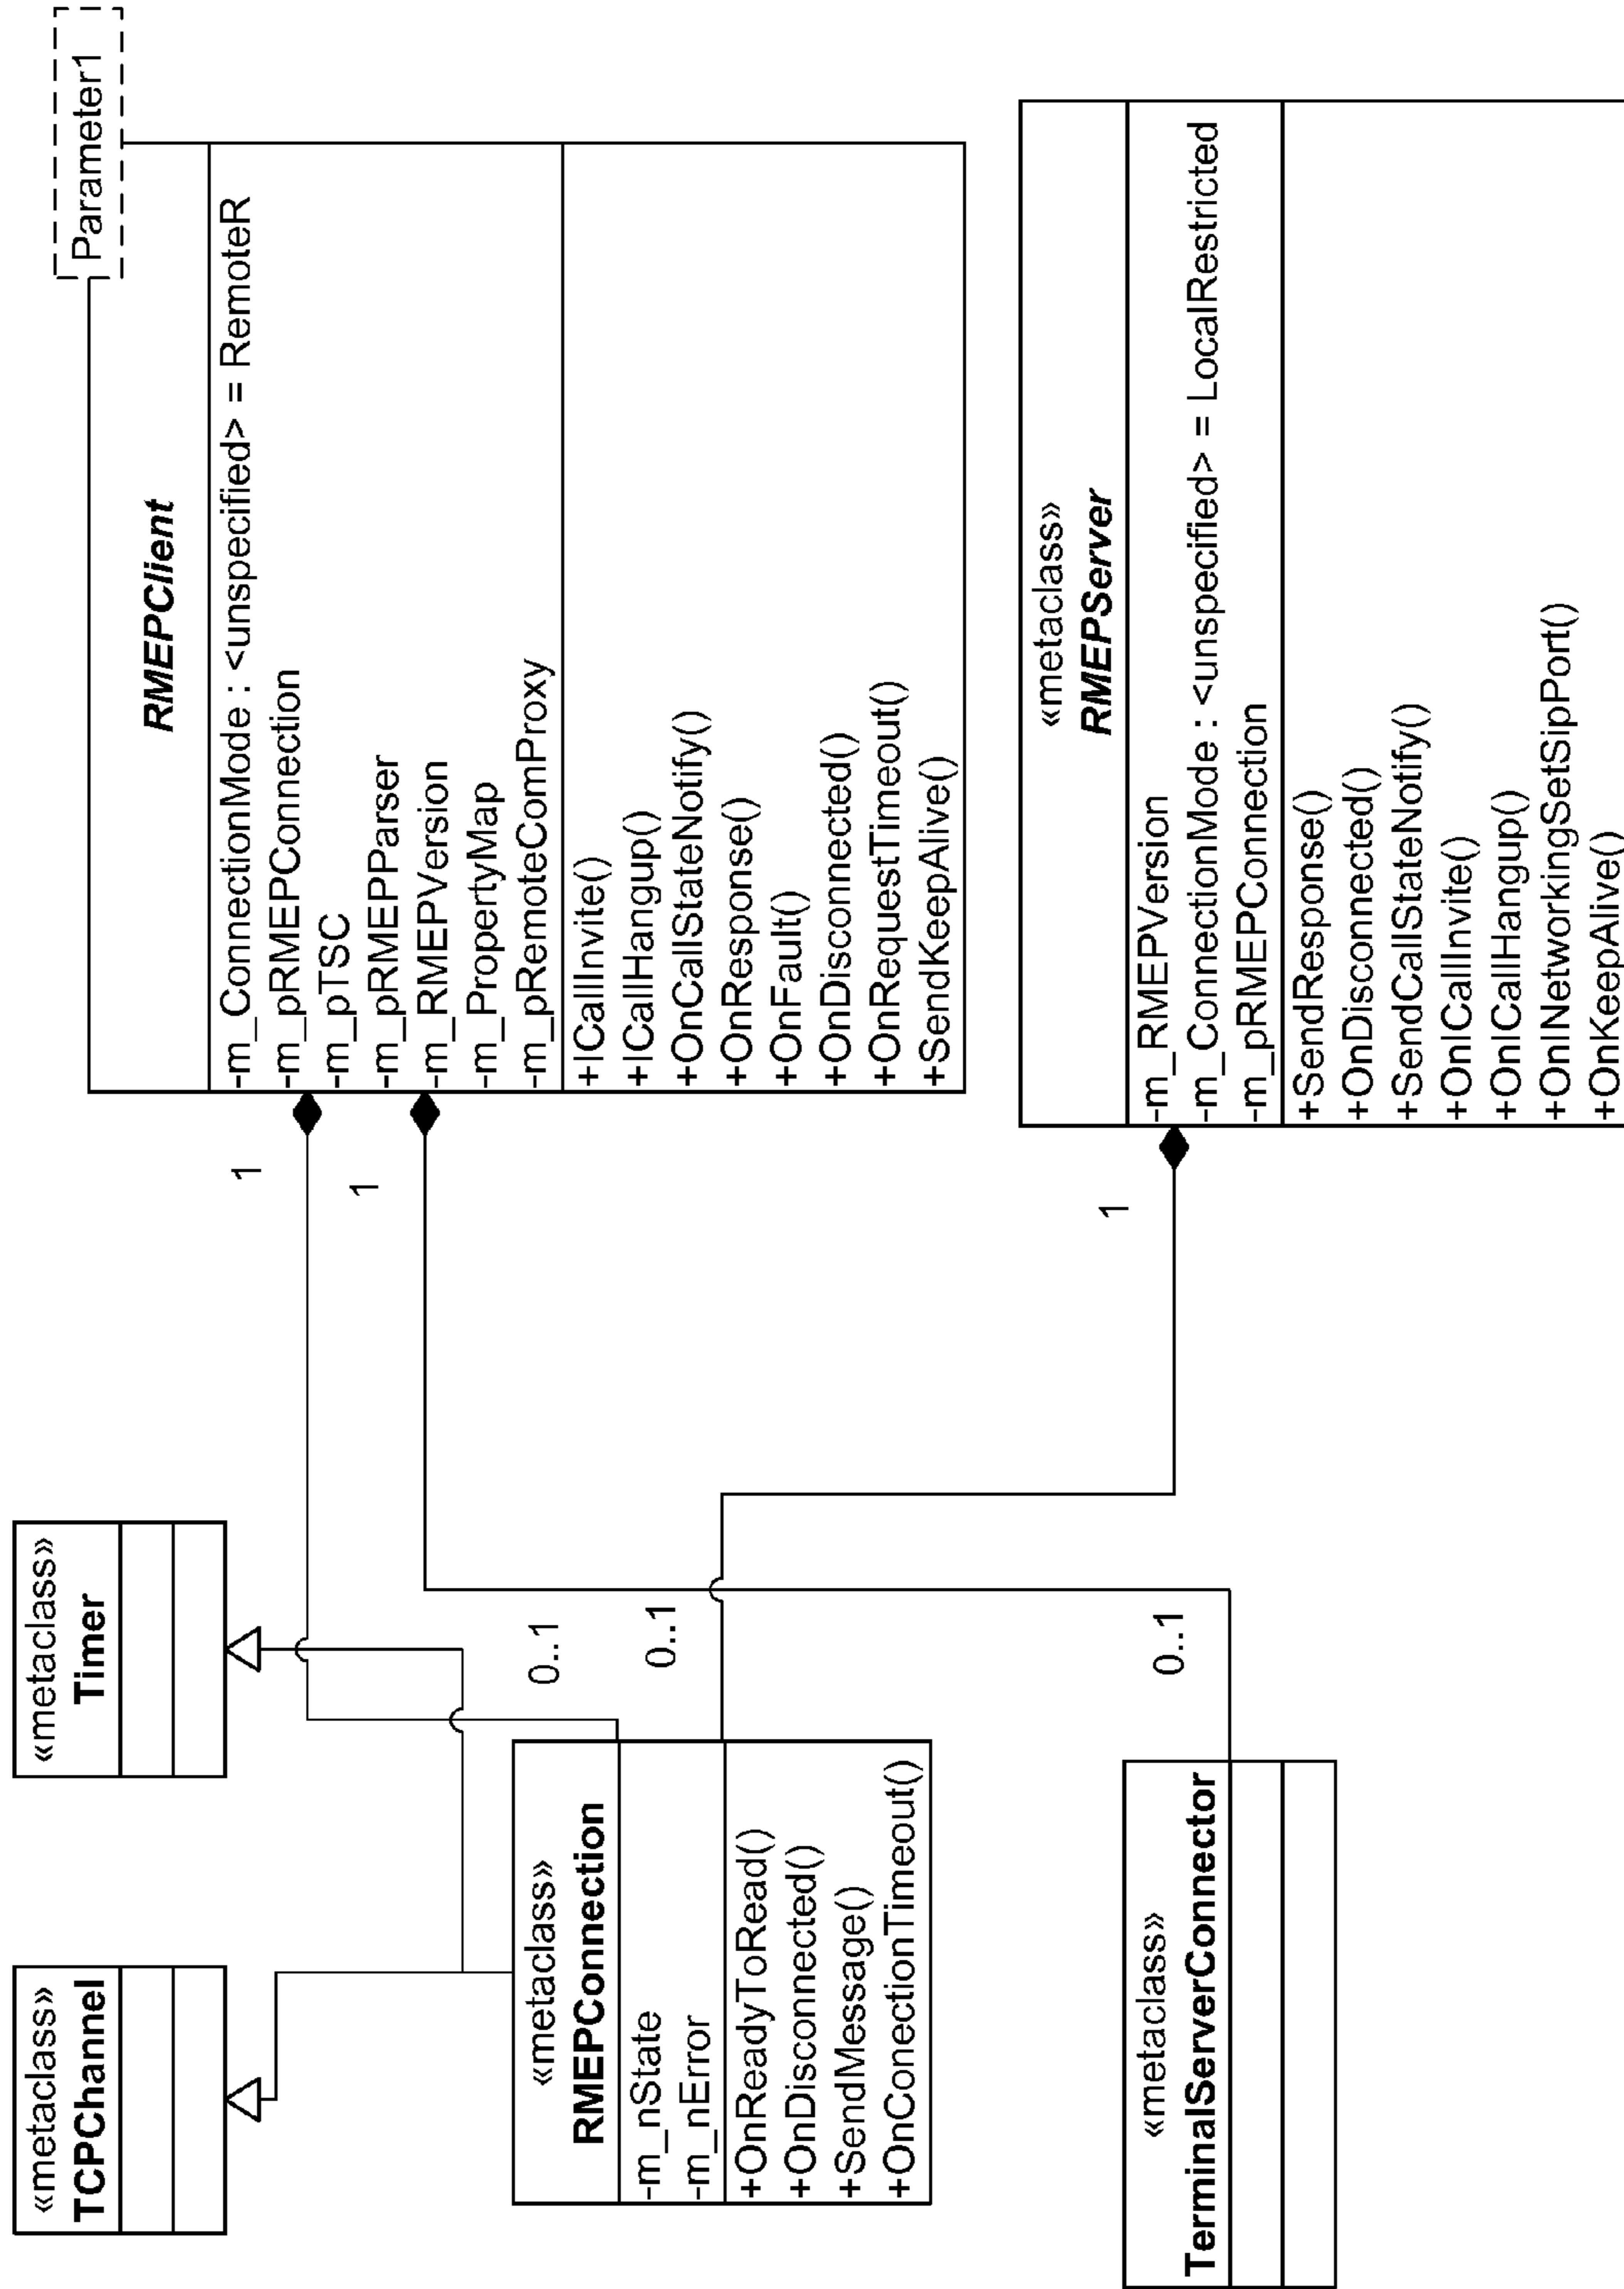 «metaclass»
TCPChannel
«metaclass»
Timer
Parameter1
RMEPClient
-m_ConnectionMode : <unspecified> = RemoteR
-m_pRMEPConnection
-m_pTSC
-m_pRMEPParser
-m_RMEPVersion
-m_PropertyMap
-m_pRemoteComProxy
+ICallInvite()
+ICallHangup()
+OnCallStateNotify()
+OnResponse()
+OnFault()
+OnDisconnected()
+OnRequestTimeout()
+SendKeepAlive()
1
1
0..1
0..1
«metaclass»
RMEPConnection
-m_nState
-m_nError
+OnReadyToRead()
+OnDisconnected()
+SendMessage()
+OnConectionTimeout()
«metaclass»
RMEPServer
-m_RMEPVersion
-m_ConnectionMode : <unspecified> = LocalRestricted
-m_pRMEPConnection
+SendResponse()
+OnDisconnected()
+SendCallStateNotify()
+OnICallInvite()
+OnICallHangup()
+OnINetworkingSetSipPort()
+OnKeepAlive()
1
0..1
«metaclass»
TerminalServerConnector